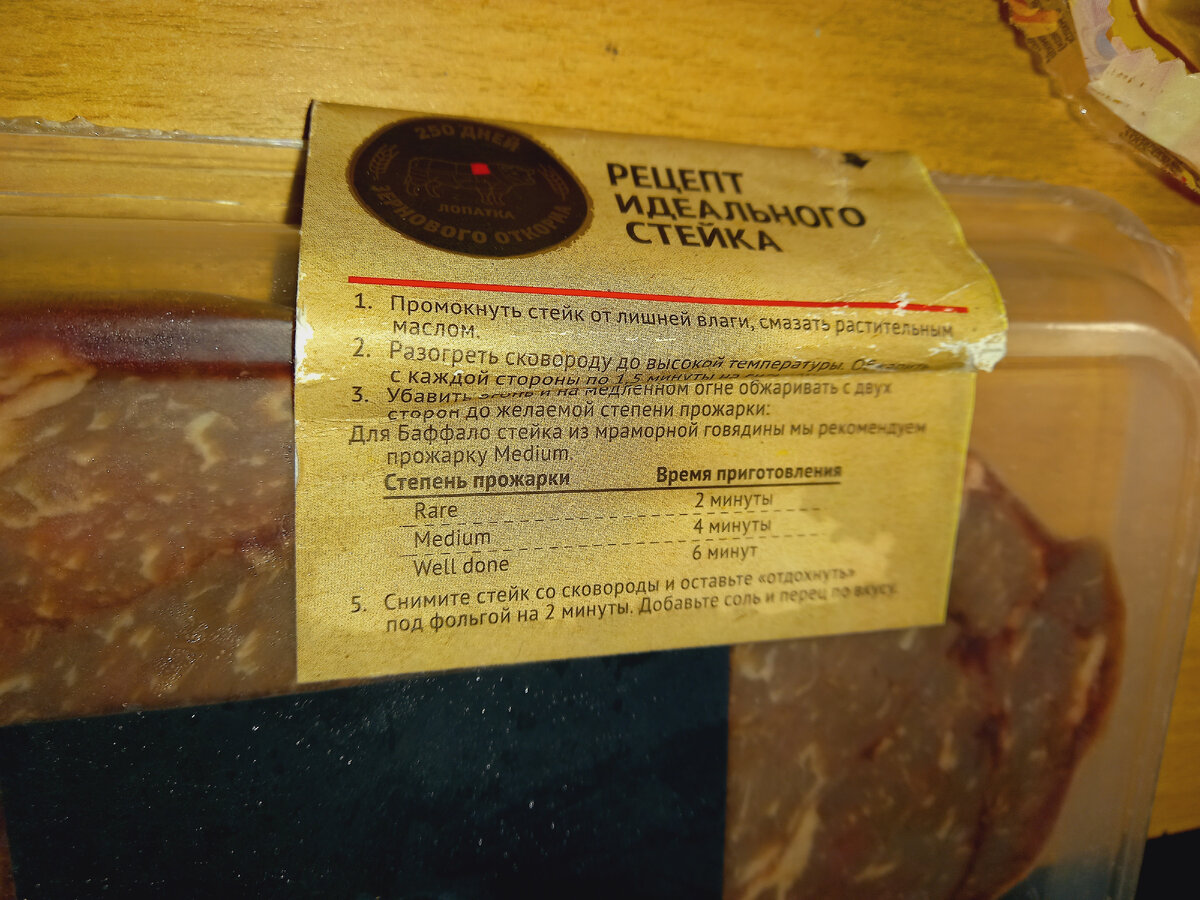 250 ДНЕЙ
ЛОПАТКА
ЗЕРНОВОГО ОТКОРМА
РЕЦЕПТ
ИДЕАЛЬНОГО
СТЕЙКА
1. Промокнуть стейк от лишней влаги, смазать растительным
маслом.
2. Разогреть сковороду до высокой температуры.
с каждой стороны по 1,5 минуты на
3. Убавить огонь и на медленном огне обжаривать с двух
сторон до желаемой степени прожарки:
Для Баффало стейка из мраморной говядины мы рекомендуем
прожарку Medium.
Степень прожарки Время приготовления
Rare 2 минуты
Medium 4 минуты
Well done 6 минут
5. Снимите стейк со сковороды и оставьте «отдохнуть»
под фольгой на 2 минуты. Добавьте соль и перец по вкусу.